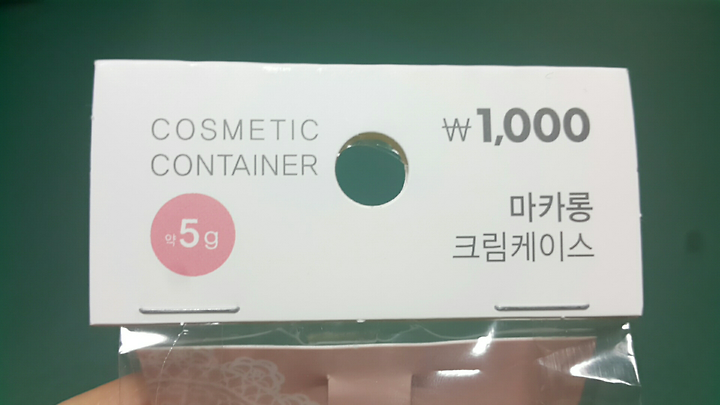 COSMETIC
CONTAINER
약 5g
₩1,000
마카롱
크림케이스